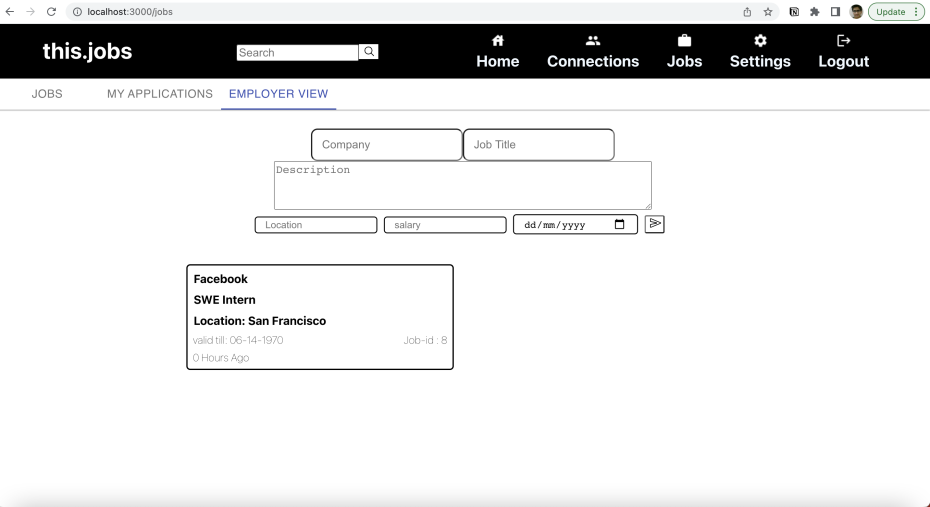 localhost:3000/jobs
Update
this.jobs
Search
Home Connections Jobs Settings Logout
JOBS MY APPLICATIONS EMPLOYER VIEW
Company Job Title
Description
Location salary dd/mm/yyyy
Facebook
SWE Intern
Location: San Francisco
valid till: 06-14-1970 Job-id : 8
0 Hours Ago